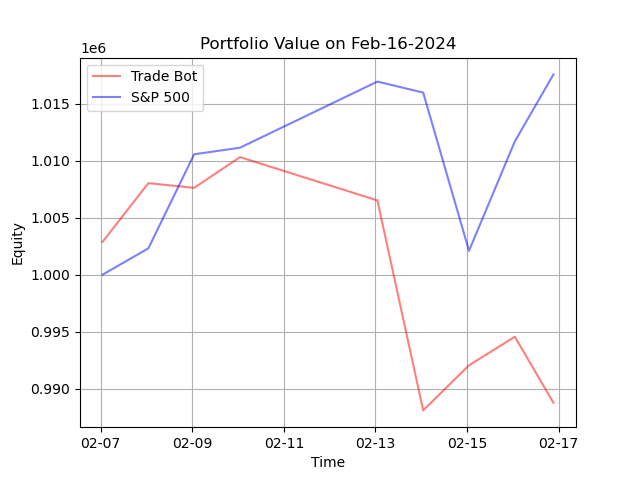 Portfolio Value on Feb-16-2024
1e6
Trade Bot
S&P 500
1.015
1.010
1.005
1.000
0.995
0.990
Equity
02-07 02-09 02-11 02-13 02-15 02-17
Time